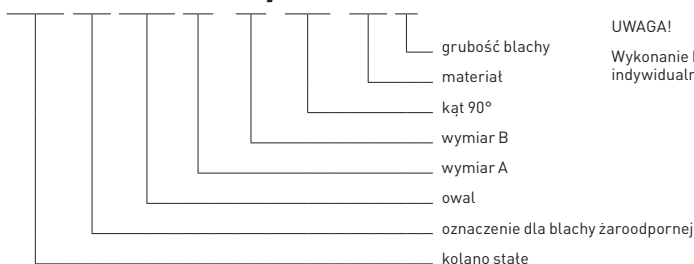 UWAGA!
Wykonanie
indywidualn
grubość blachy
materiał
kąt 90°
wymiar B
wymiar A
owal
oznaczenie dla blachy żaroodpornej
kolano stałe